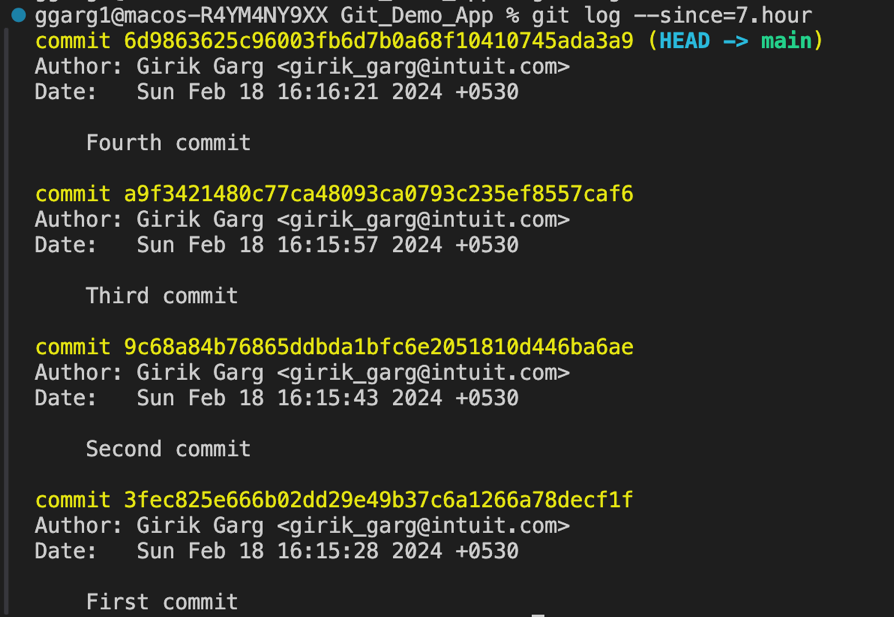 ggarg1@macos-R4YM4NY9XX Git_Demo_App % git log --since=7.hour
commit 6d9863625c96003fb6d7b0a68f10410745ada3a9 (HEAD -> main)
Author: Girik Garg <girik_garg@intuit.com>
Date:   Sun Feb 18 16:16:21 2024 +0530
    Fourth commit
commit a9f3421480c77ca48093ca0793c235ef8557caf6
Author: Girik Garg <girik_garg@intuit.com>
Date:   Sun Feb 18 16:15:57 2024 +0530
    Third commit
commit 9c68a84b76865ddbda1bfc6e2051810d446ba6ae
Author: Girik Garg <girik_garg@intuit.com>
Date:   Sun Feb 18 16:15:43 2024 +0530
    Second commit
commit 3fec825e666b02dd29e49b37c6a1266a78decf1f
Author: Girik Garg <girik_garg@intuit.com>
Date:   Sun Feb 18 16:15:28 2024 +0530
    First commit